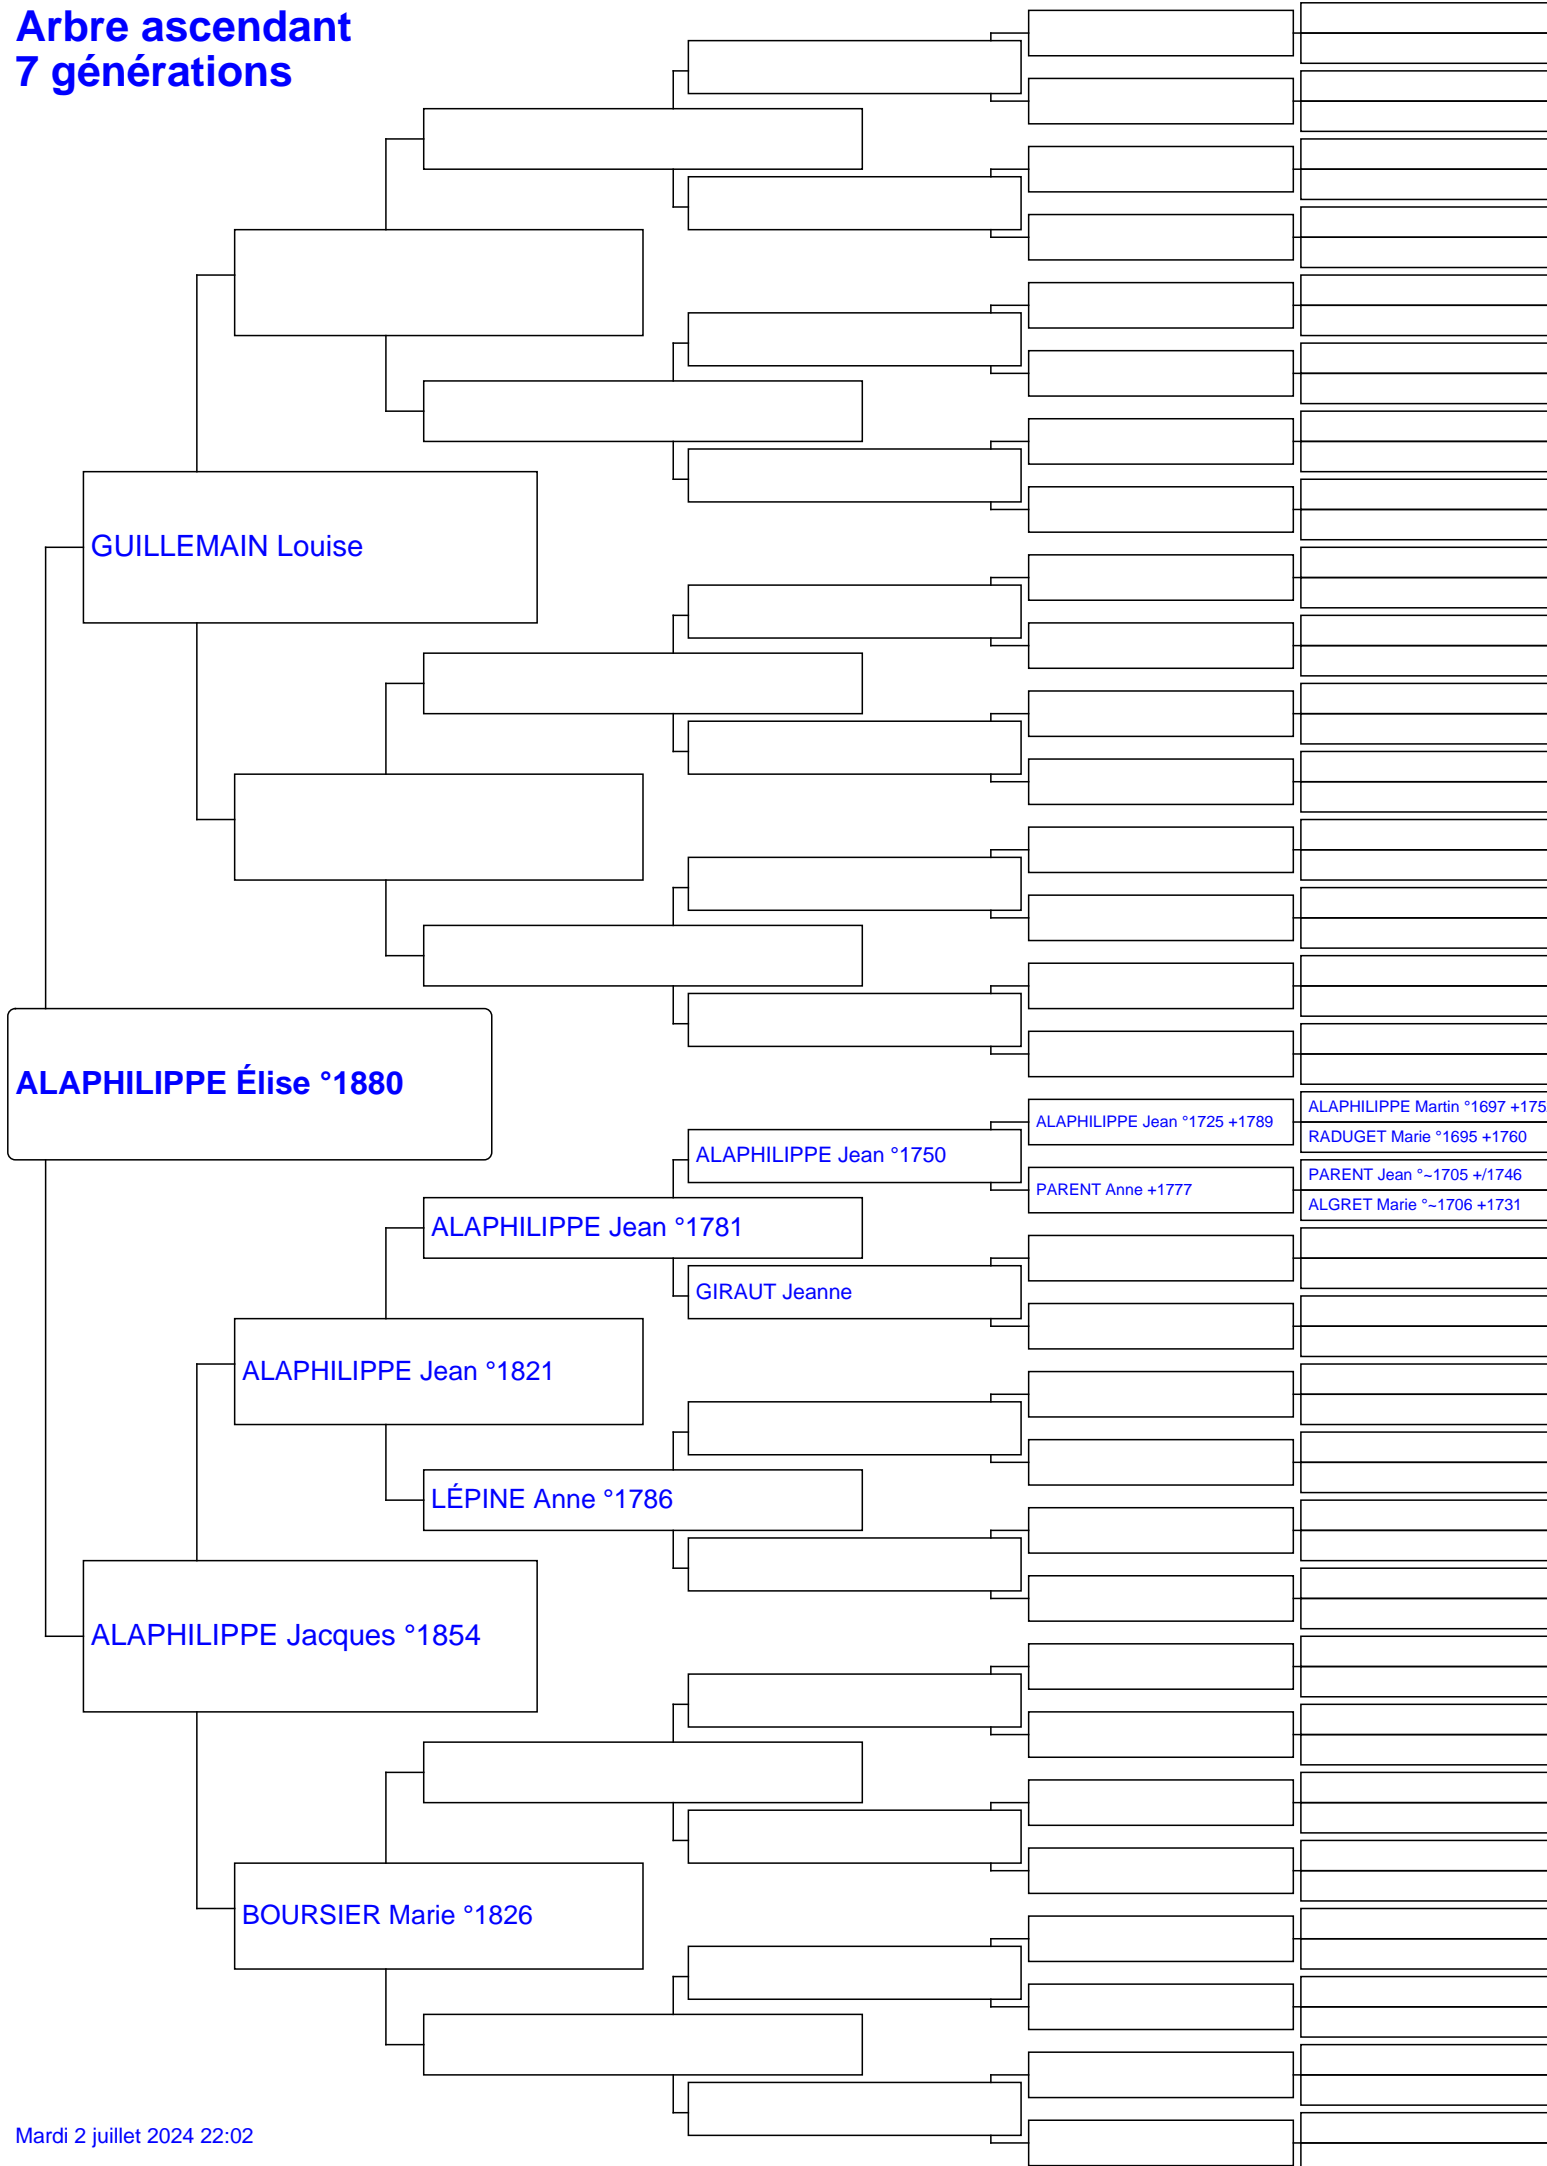 Arbre ascendant
7 générations
GUILLEMAIN Louise
ALAPHILIPPE Élise °1880
ALAPHILIPPE Martin °1697 +175
ALAPHILIPPE Jean °1725 +1789
RADUGET Marie °1695 +1760
ALAPHILIPPE Jean °1750
PARENT Jean °~1705 +/1746
PARENT Anne +1777
ALGRET Marie °~1706 +1731
ALAPHILIPPE Jean °1781
GIRAUT Jeanne
ALAPHILIPPE Jean °1821
LÉPINE Anne °1786
ALAPHILIPPE Jacques °1854
BOURSIER Marie °1826
Mardi 2 juillet 2024 22:02